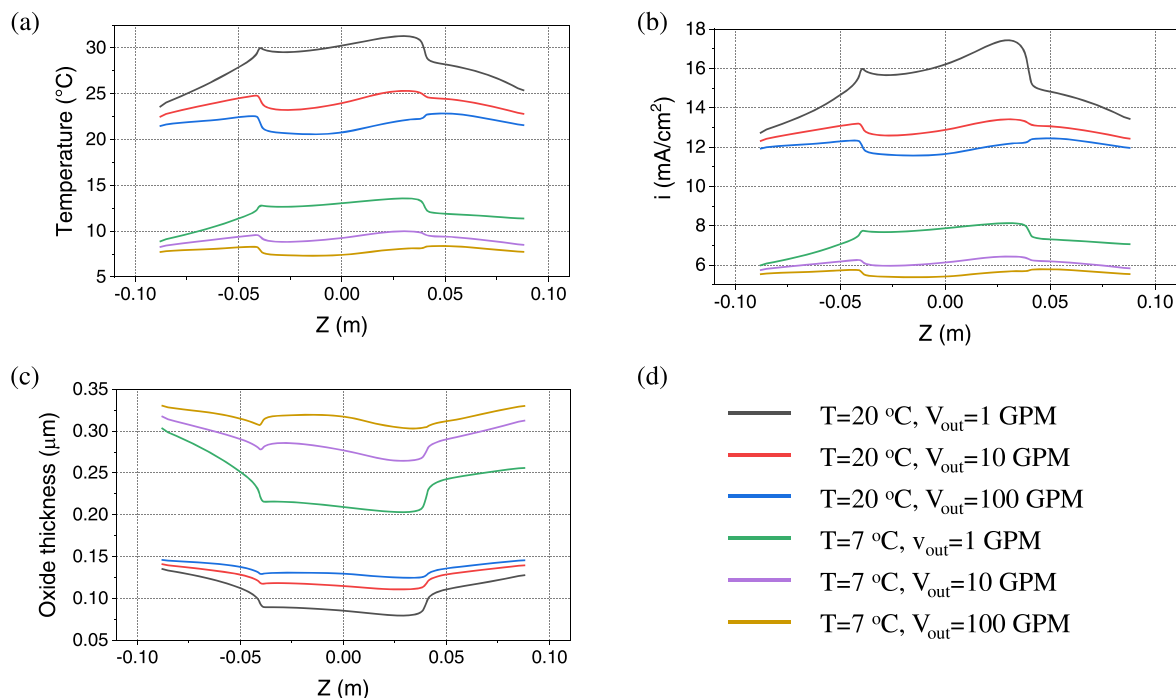 (a)
30
25
20
15
10
5
Temperature (°C)
-0.10 -0.05 0.00 0.05 0.10
Z (m)
(b)
18
16
14
12
10
8
6
i (mA/cm²)
-0.10 -0.05 0.00 0.05 0.10
Z (m)
(c)
0.35
0.30
0.25
0.20
0.15
0.10
0.05
Oxide thickness (μm)
-0.10 -0.05 0.00 0.05 0.10
Z (m)
(d)
T=20 °C, Vout=1 GPM
T=20 °C, Vout=10 GPM
T=20 °C, Vout=100 GPM
T=7 °C, vout=1 GPM
T=7 °C, Vout=10 GPM
T=7 °C, Vout=100 GPM